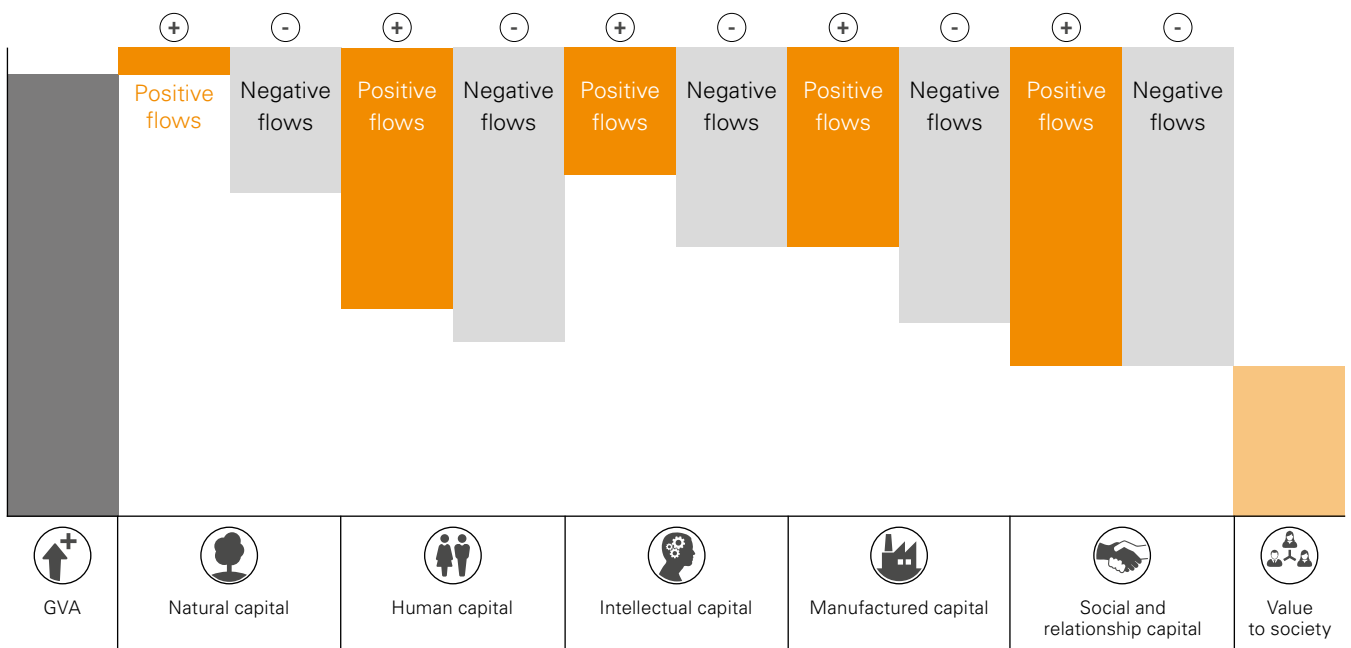 + - + - + - + - + -
Positive Negative Positive Negative Positive Negative Positive Negative Positive Negative
flows flows flows flows flows flows flows flows flows flows
+
GVA Natural capital Human capital Intellectual capital Manufactured capital Social and Value
relationship capital to society